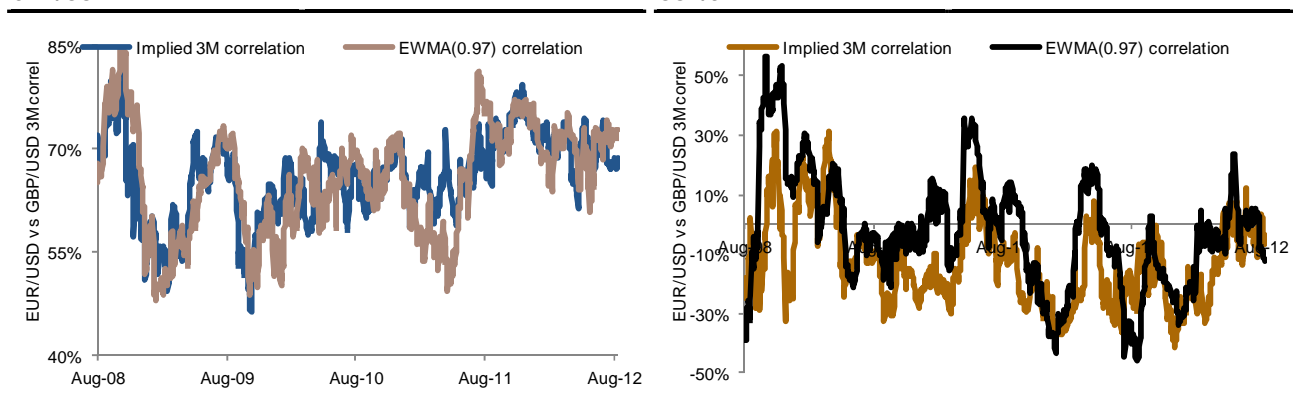 85%
Implied 3M correlation
EWMA(0.97) correlation
70%
55%
40%
EUR/USD vs GBP/USD 3M correl
Aug-08
Aug-09
Aug-10
Aug-11
Aug-12
Implied 3M correlation
EWMA(0.97) correlation
50%
30%
10%
-10%
-30%
-50%
EUR/USD vs GBP/USD 3M correl
Aug-08
Aug-12